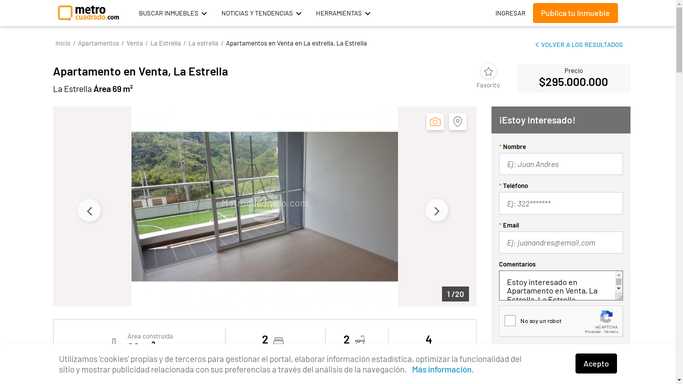 metro
cuadrado.com
BUSCAR INMUEBLES
NOTICIAS Y TENDENCIAS
HERRAMIENTAS
INGRESAR
Publica tu Inmueble
Inicio / Apartamentos / Venta / La Estrella / La estrella / Apartamentos en Venta en La estrella, La Estrella
VOLVER A LOS RESULTADOS
Apartamento en Venta, La Estrella
La Estrella Área 69 m²
Favorito
Precio
$295.000.000
1 / 20
¡Estoy Interesado!
* Nombre
Ej: Juan Andres
* Teléfono
Ej: 322*******
* Email
Ej: juanandres@email.com
Comentarios
Estoy interesado en
Apartamento en Venta, La
Estrella, La Estrella
No soy un robot
reCAPTCHA
Privacidad - Términos
Área construida
2
2
4
Utilizamos 'cookies' propias y de terceros para gestionar el portal, elaborar información estadística, optimizar la funcionalidad del
sitio y mostrar publicidad relacionada con sus preferencias a través del análisis de la navegación. Más información.
Acepto